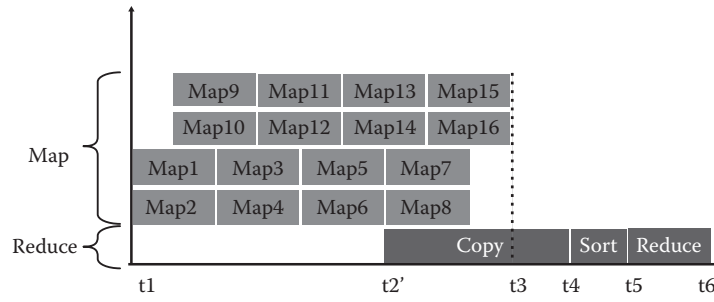 Map9 Map11 Map13 Map15
Map10 Map12 Map14 Map16
Map
Map1 Map3 Map5 Map7
Map2 Map4 Map6 Map8
Reduce
Copy Sort Reduce
t1 t2' t3 t4 t5 t6